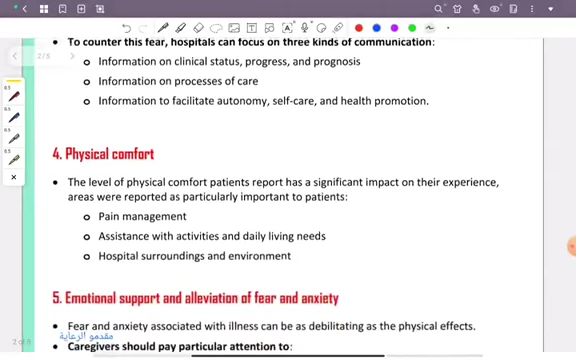 2/5
To counter this fear, hospitals can focus on three kinds of communication:
Information on clinical status, progress, and prognosis
Information on processes of care
Information to facilitate autonomy, self-care, and health promotion.
4. Physical comfort
The level of physical comfort patients report has a significant impact on their experience,
areas were reported as particularly important to patients:
Pain management
Assistance with activities and daily living needs
Hospital surroundings and environment
5. Emotional support and alleviation of fear and anxiety
Fear and anxiety associated with illness can be as debilitating as the physical effects.
مقدمو الرعاية
Caregivers should pay particular attention to: